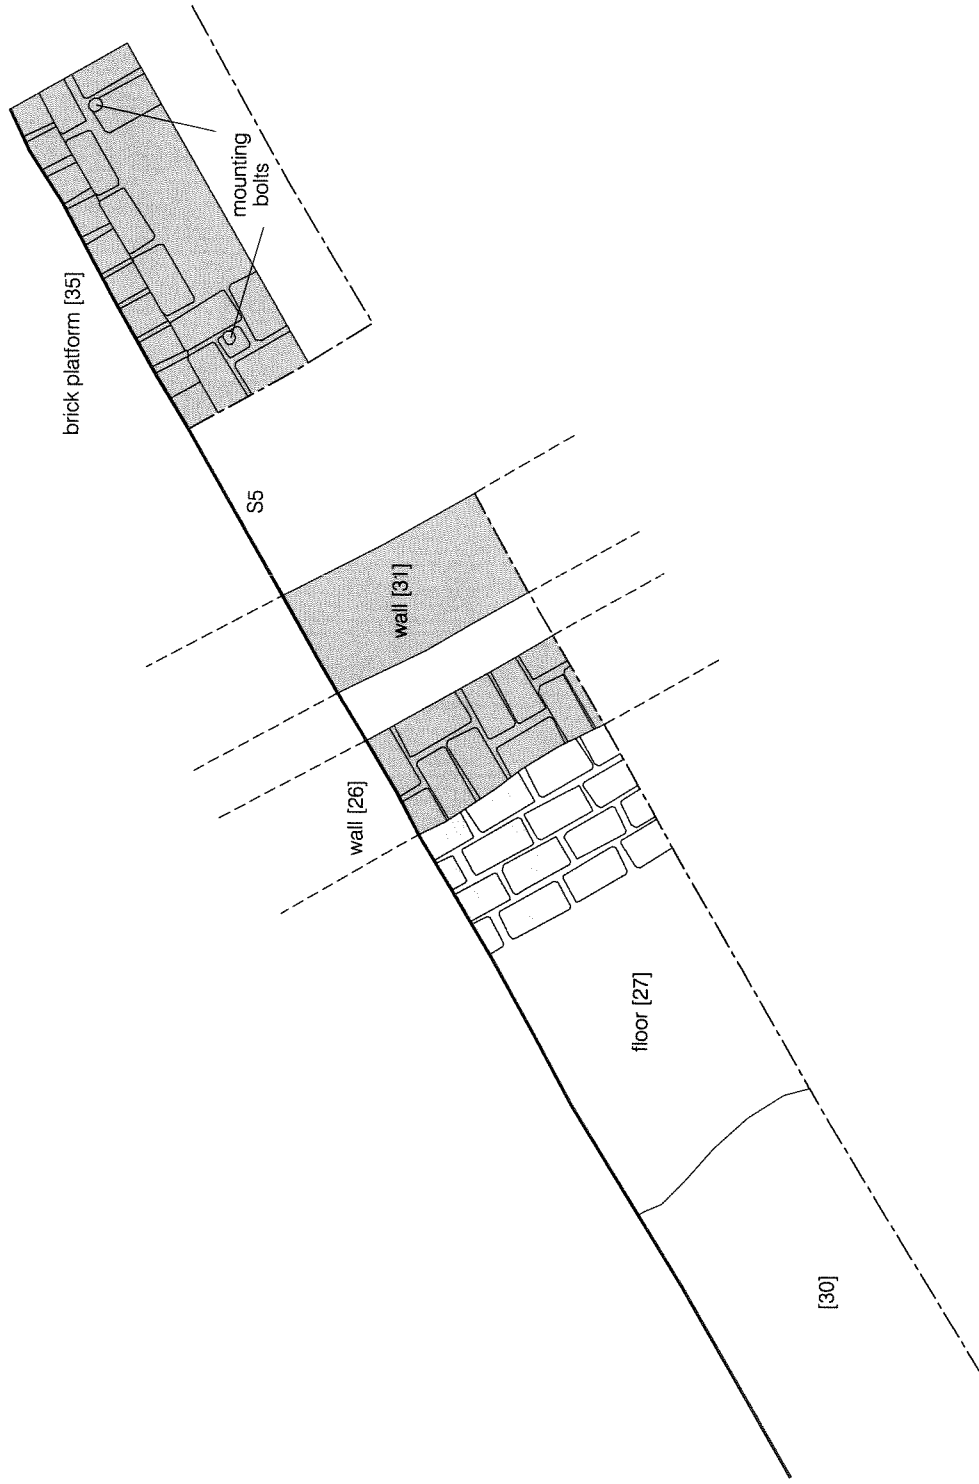 brick platform [35]
mounting
bolts
S5
wall [31]
wall [26]
floor [27]
[30]